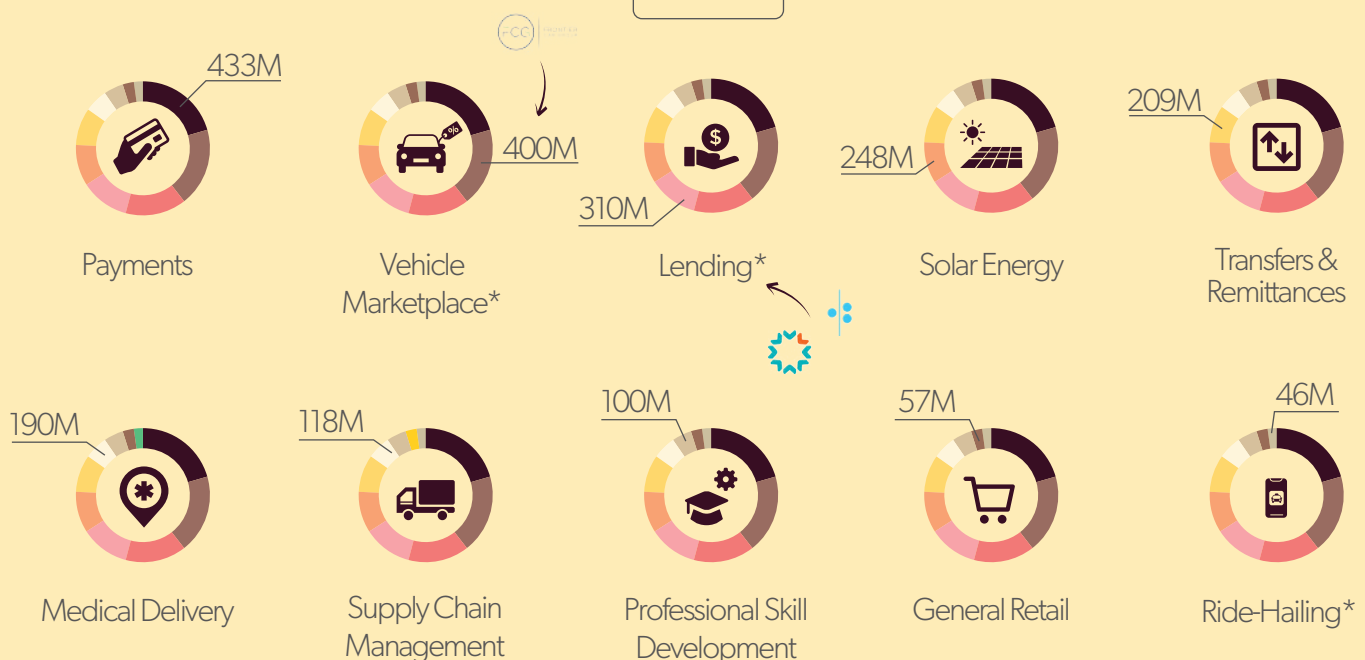 FCG
433M
400M
310M
248M
209M
%
$
Payments
Vehicle
Marketplace*
Lending*
Solar Energy
Transfers &
Remittances
190M
118M
100M
57M
46M
Medical Delivery
Supply Chain
Management
Professional Skill
Development
General Retail
Ride-Hailing*